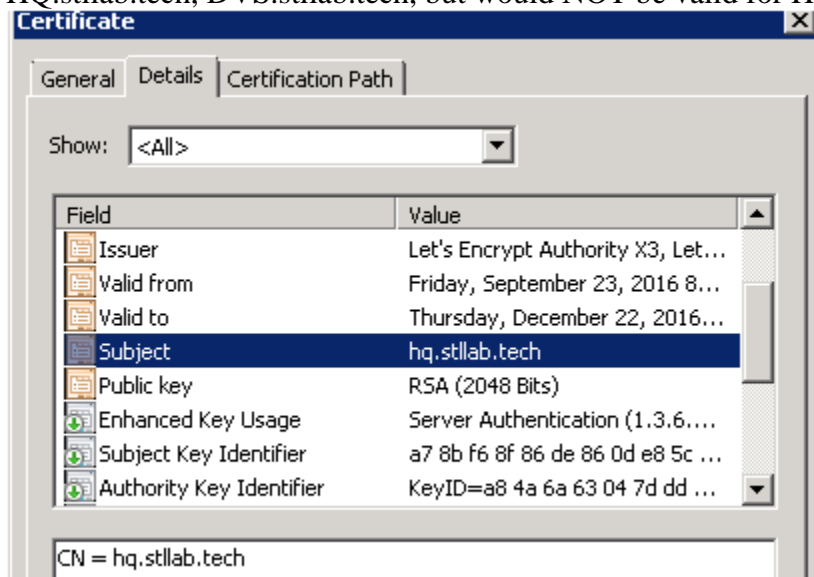 HQ.stllab.tech, DVS.stllab.tech, but would NOT be valid for H
Certificate
General Details Certification Path
Show: <All>
Field Value
Issuer Let's Encrypt Authority X3, Let...
Valid from Friday, September 23, 2016 8...
Valid to Thursday, December 22, 2016...
Subject hq.stllab.tech
Public key RSA (2048 Bits)
Enhanced Key Usage Server Authentication (1.3.6....
Subject Key Identifier a7 8b f6 8f 86 de 86 0d e8 5c ...
Authority Key Identifier KeyID=a8 4a 6a 63 04 7d dd ...
CN = hq.stllab.tech